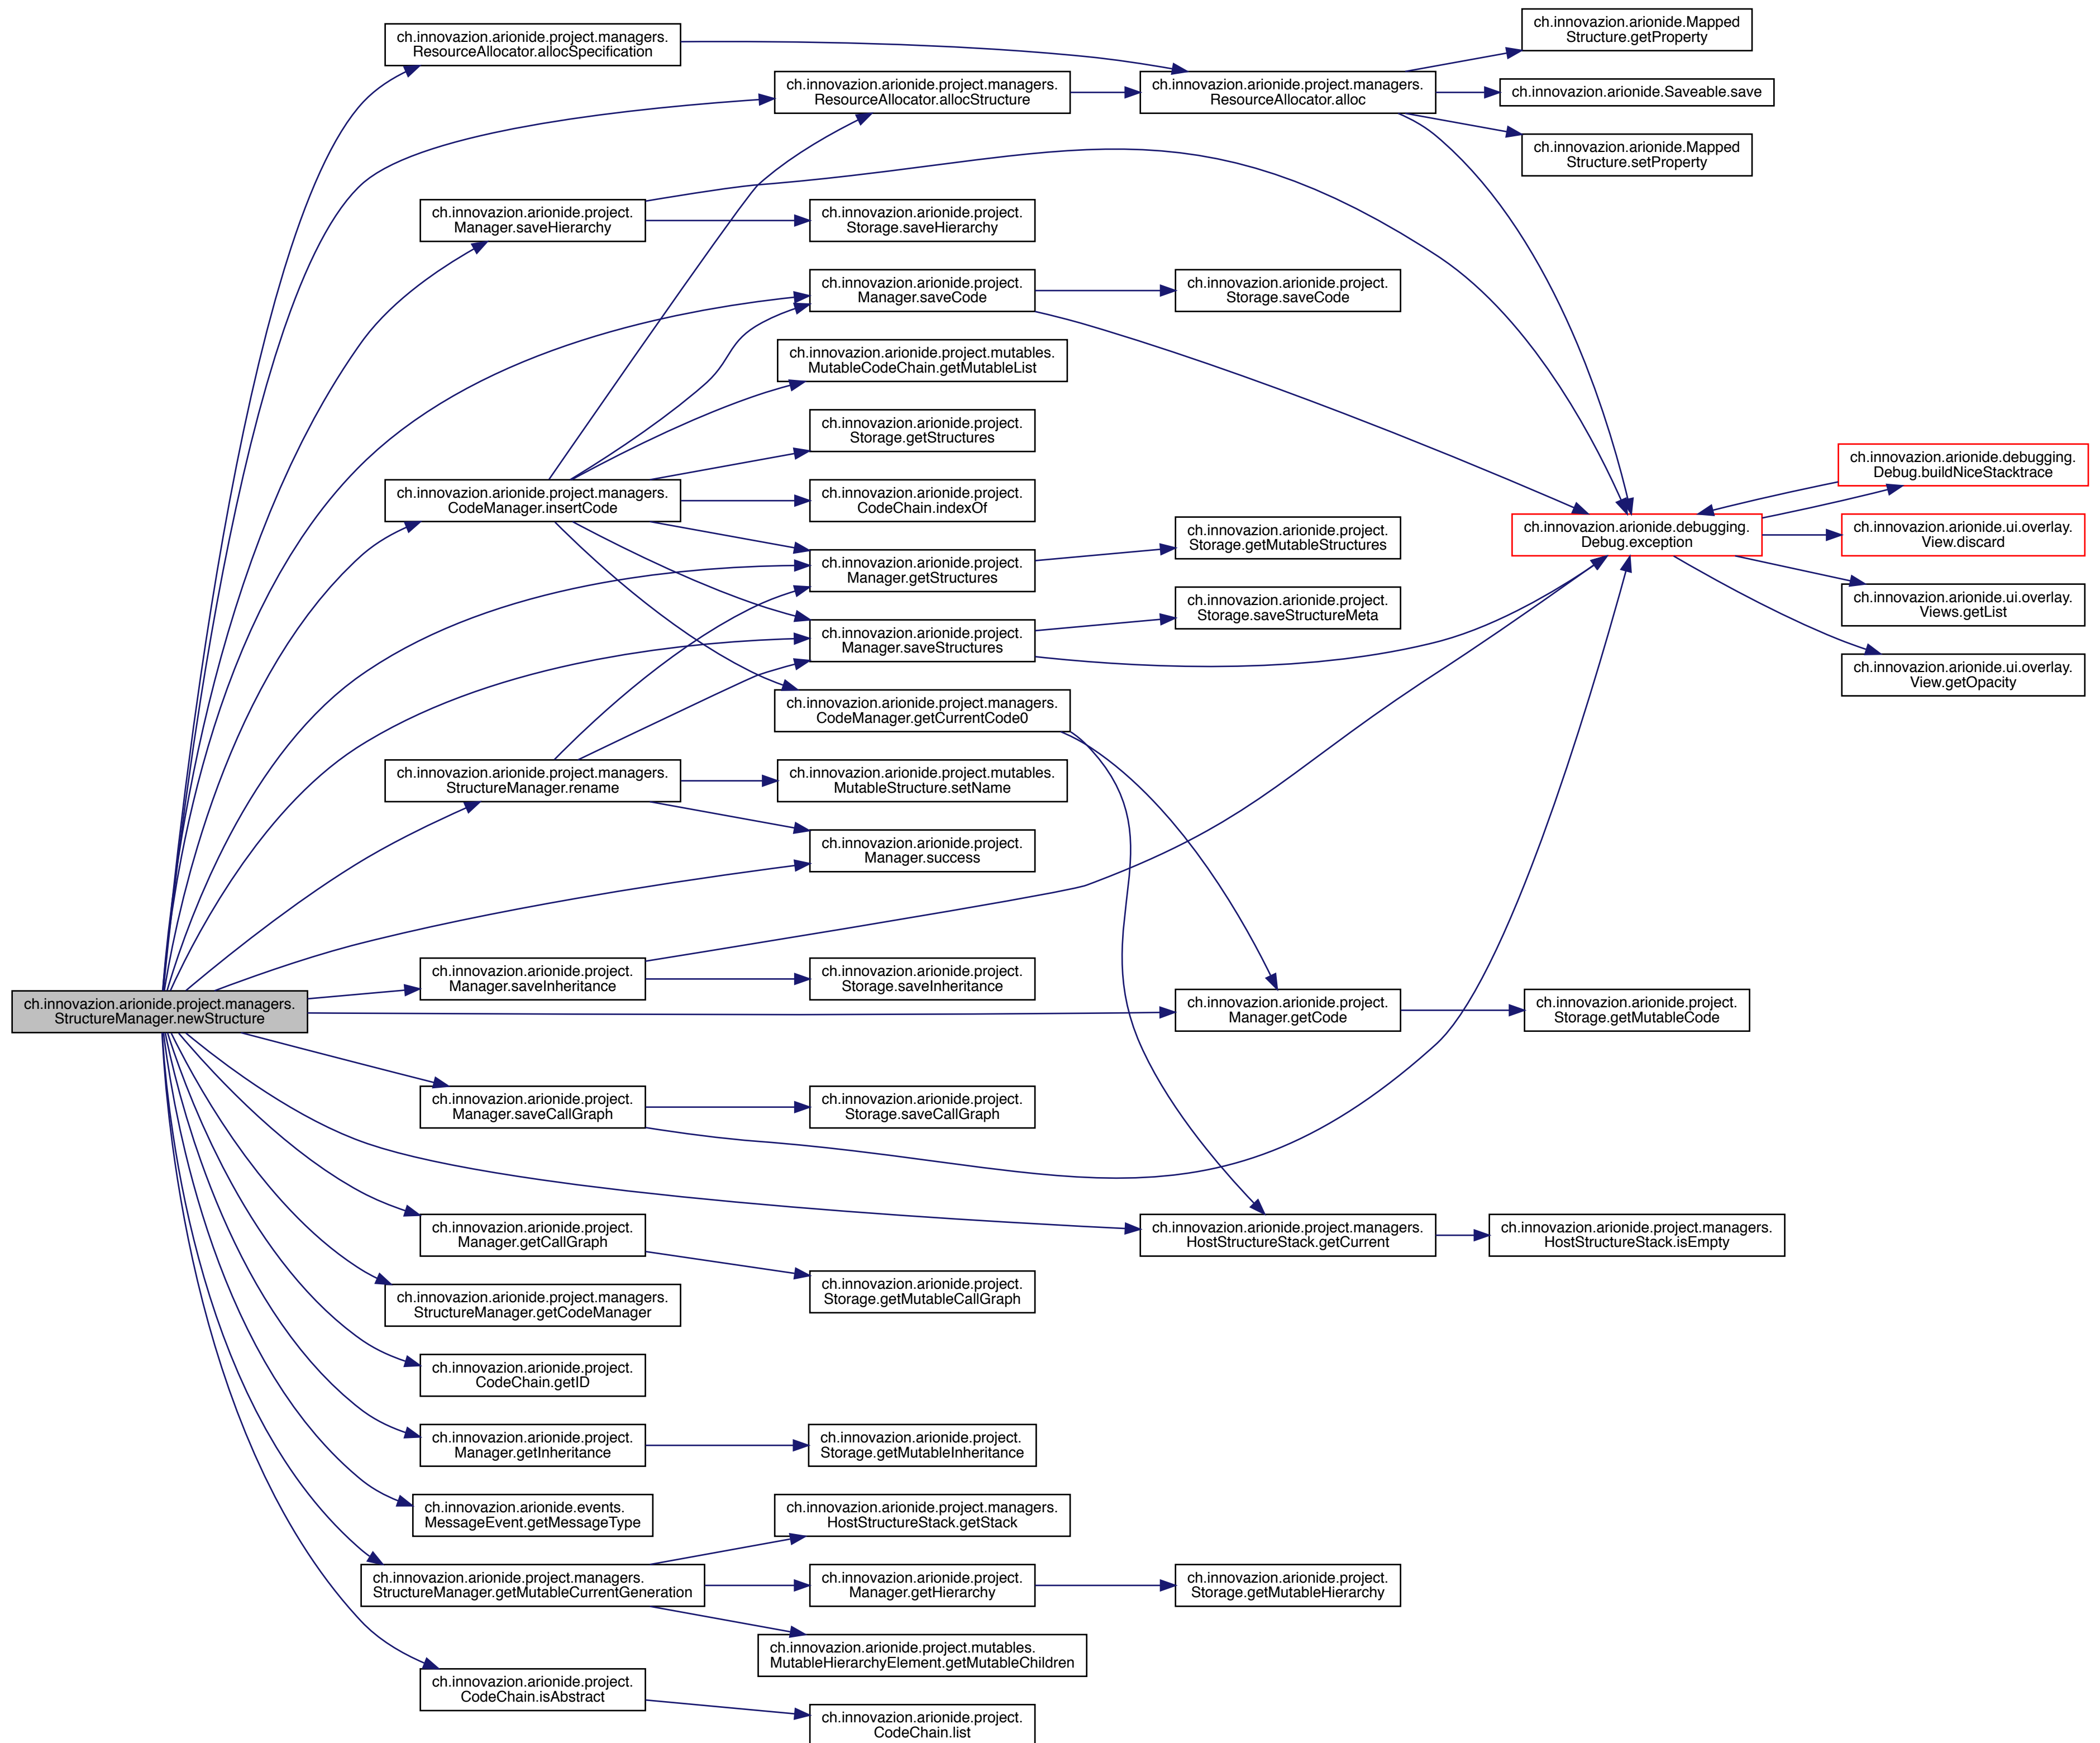 ch.innovazion.arionide.project.managers.
StructureManager.newStructure
ch.innovazion.arionide.project.managers.
ResourceAllocator.allocSpecification
ch.innovazion.arionide.project.managers.
ResourceAllocator.allocStructure
ch.innovazion.arionide.project.managers.
ResourceAllocator.alloc
ch.innovazion.arionide.Mapped
Structure.getProperty
ch.innovazion.arionide.Saveable.save
ch.innovazion.arionide.Mapped
Structure.setProperty
ch.innovazion.arionide.project.
Manager.saveHierarchy
ch.innovazion.arionide.project.
Storage.saveHierarchy
ch.innovazion.arionide.project.
Manager.saveCode
ch.innovazion.arionide.project.
Storage.saveCode
ch.innovazion.arionide.project.mutables.
MutableCodeChain.getMutableList
ch.innovazion.arionide.project.
Storage.getStructures
ch.innovazion.arionide.project.managers.
CodeManager.insertCode
ch.innovazion.arionide.project.
CodeChain.indexOf
ch.innovazion.arionide.project.
Manager.getStructures
ch.innovazion.arionide.project.
Storage.getMutableStructures
ch.innovazion.arionide.project.
Manager.saveStructures
ch.innovazion.arionide.project.
Storage.saveStructureMeta
ch.innovazion.arionide.debugging.
Debug.exception
ch.innovazion.arionide.debugging.
Debug.buildNiceStacktrace
ch.innovazion.arionide.ui.overlay.
View.discard
ch.innovazion.arionide.ui.overlay.
Views.getList
ch.innovazion.arionide.ui.overlay.
View.getOpacity
ch.innovazion.arionide.project.managers.
CodeManager.getCurrentCode0
ch.innovazion.arionide.project.managers.
StructureManager.rename
ch.innovazion.arionide.project.mutables.
MutableStructure.setName
ch.innovazion.arionide.project.
Manager.success
ch.innovazion.arionide.project.
Manager.saveInheritance
ch.innovazion.arionide.project.
Storage.saveInheritance
ch.innovazion.arionide.project.
Manager.getCode
ch.innovazion.arionide.project.
Storage.getMutableCode
ch.innovazion.arionide.project.
Manager.saveCallGraph
ch.innovazion.arionide.project.
Storage.saveCallGraph
ch.innovazion.arionide.project.managers.
HostStructureStack.getCurrent
ch.innovazion.arionide.project.managers.
HostStructureStack.isEmpty
ch.innovazion.arionide.project.
Manager.getCallGraph
ch.innovazion.arionide.project.
Storage.getMutableCallGraph
ch.innovazion.arionide.project.managers.
StructureManager.getCodeManager
ch.innovazion.arionide.project.
CodeChain.getID
ch.innovazion.arionide.project.
Manager.getInheritance
ch.innovazion.arionide.project.
Storage.getMutableInheritance
ch.innovazion.arionide.events.
MessageEvent.getMessageType
ch.innovazion.arionide.project.managers.
StructureManager.getMutableCurrentGeneration
ch.innovazion.arionide.project.managers.
HostStructureStack.getStack
ch.innovazion.arionide.project.
Manager.getHierarchy
ch.innovazion.arionide.project.
Storage.getMutableHierarchy
ch.innovazion.arionide.project.mutables.
MutableHierarchyElement.getMutableChildren
ch.innovazion.arionide.project.
CodeChain.isAbstract
ch.innovazion.arionide.project.
CodeChain.list